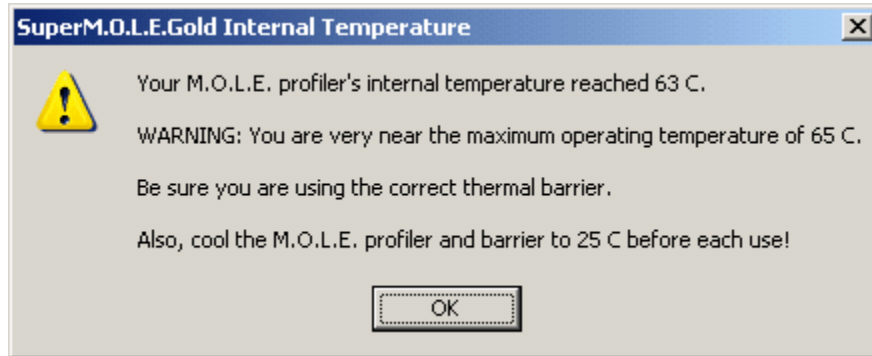 SuperM.O.L.E.Gold Internal Temperature
Your M.O.L.E. profiler's internal temperature reached 63 C.
WARNING: You are very near the maximum operating temperature of 65 C.
Be sure you are using the correct thermal barrier.
Also, cool the M.O.L.E. profiler and barrier to 25 C before each use!
OK